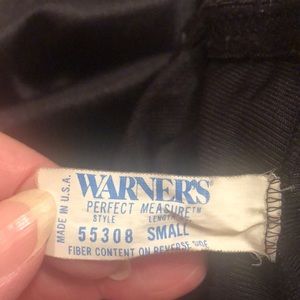 MADE IN U.S.A.
WARNER'S
PERFECT MEASURE™
STYLE LENGTH
55308 SMALL
FIBER CONTENT ON REVERSE SIDE